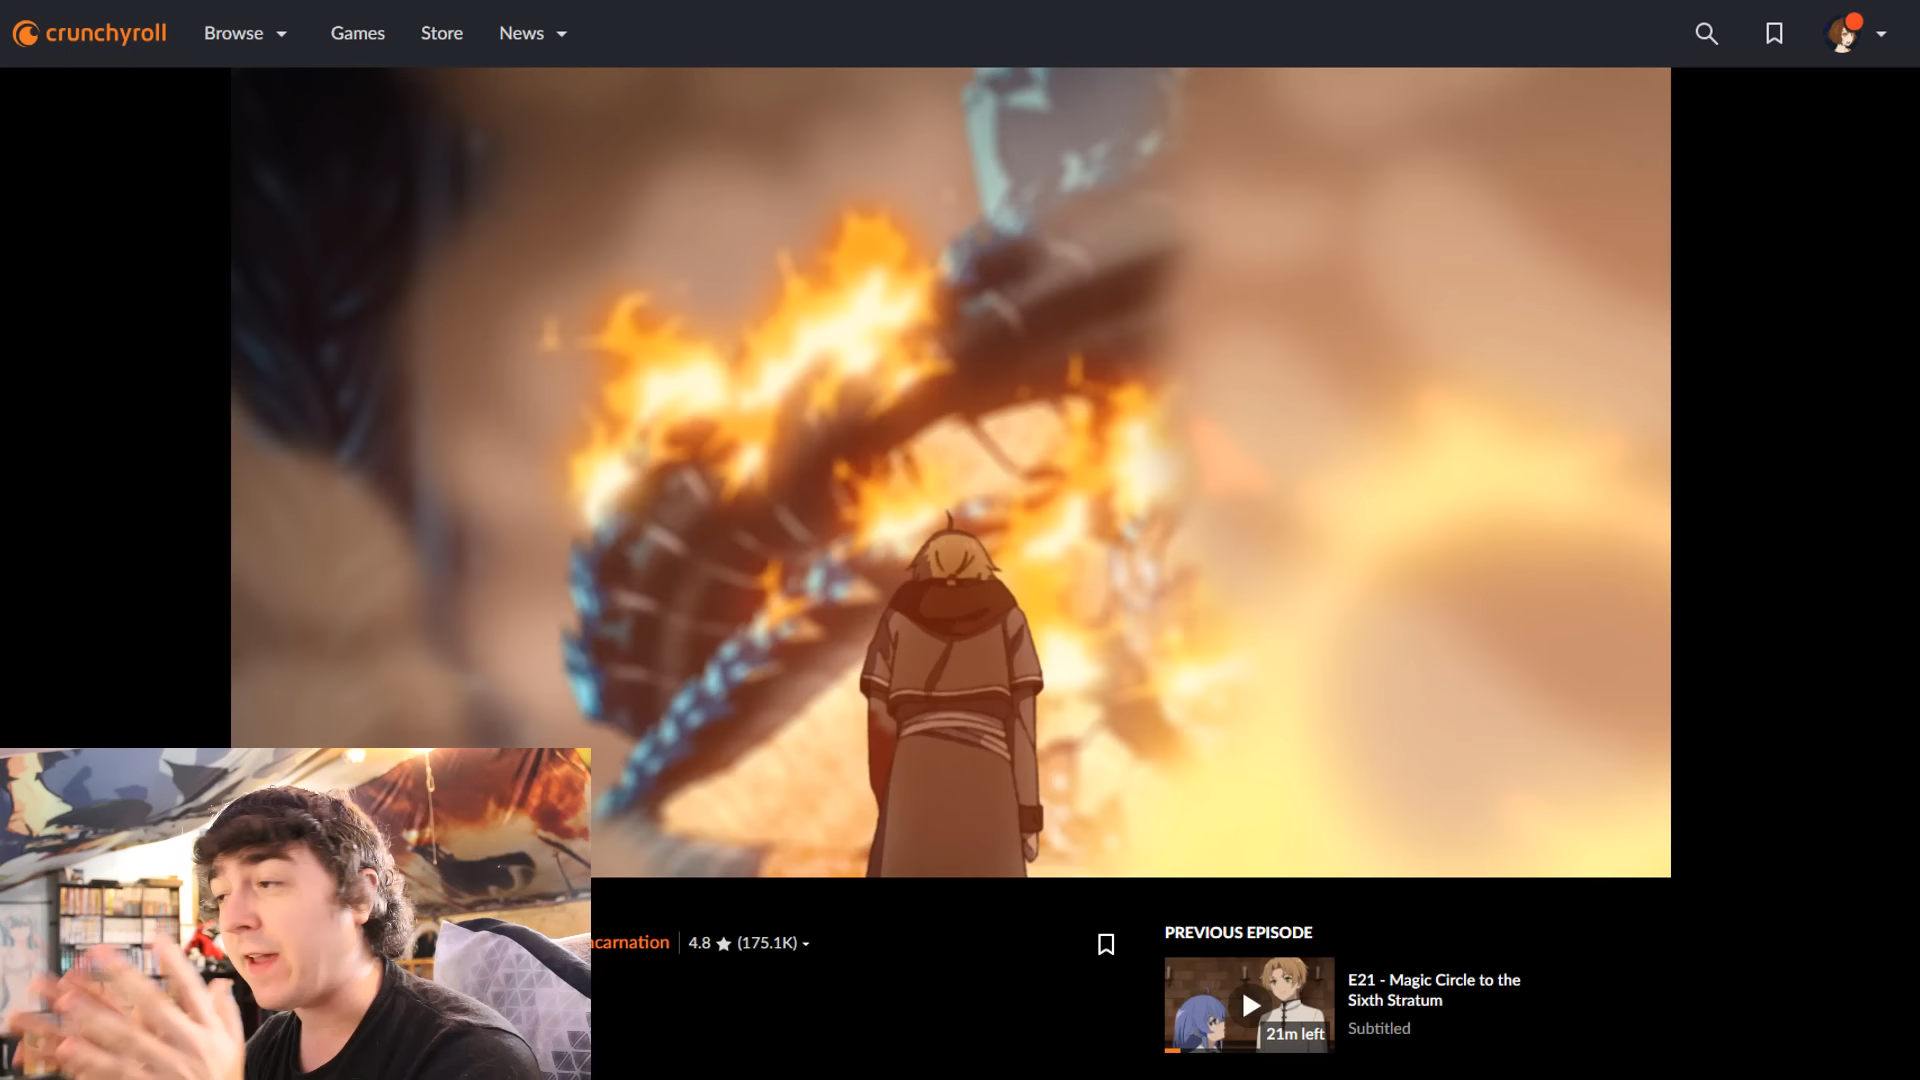 crunchyroll
Browse
Games
Store
News
ncarnation
4.8 ★ (175.1K)
PREVIOUS EPISODE
21m left
E21 - Magic Circle to the
Sixth Stratum
Subtitled